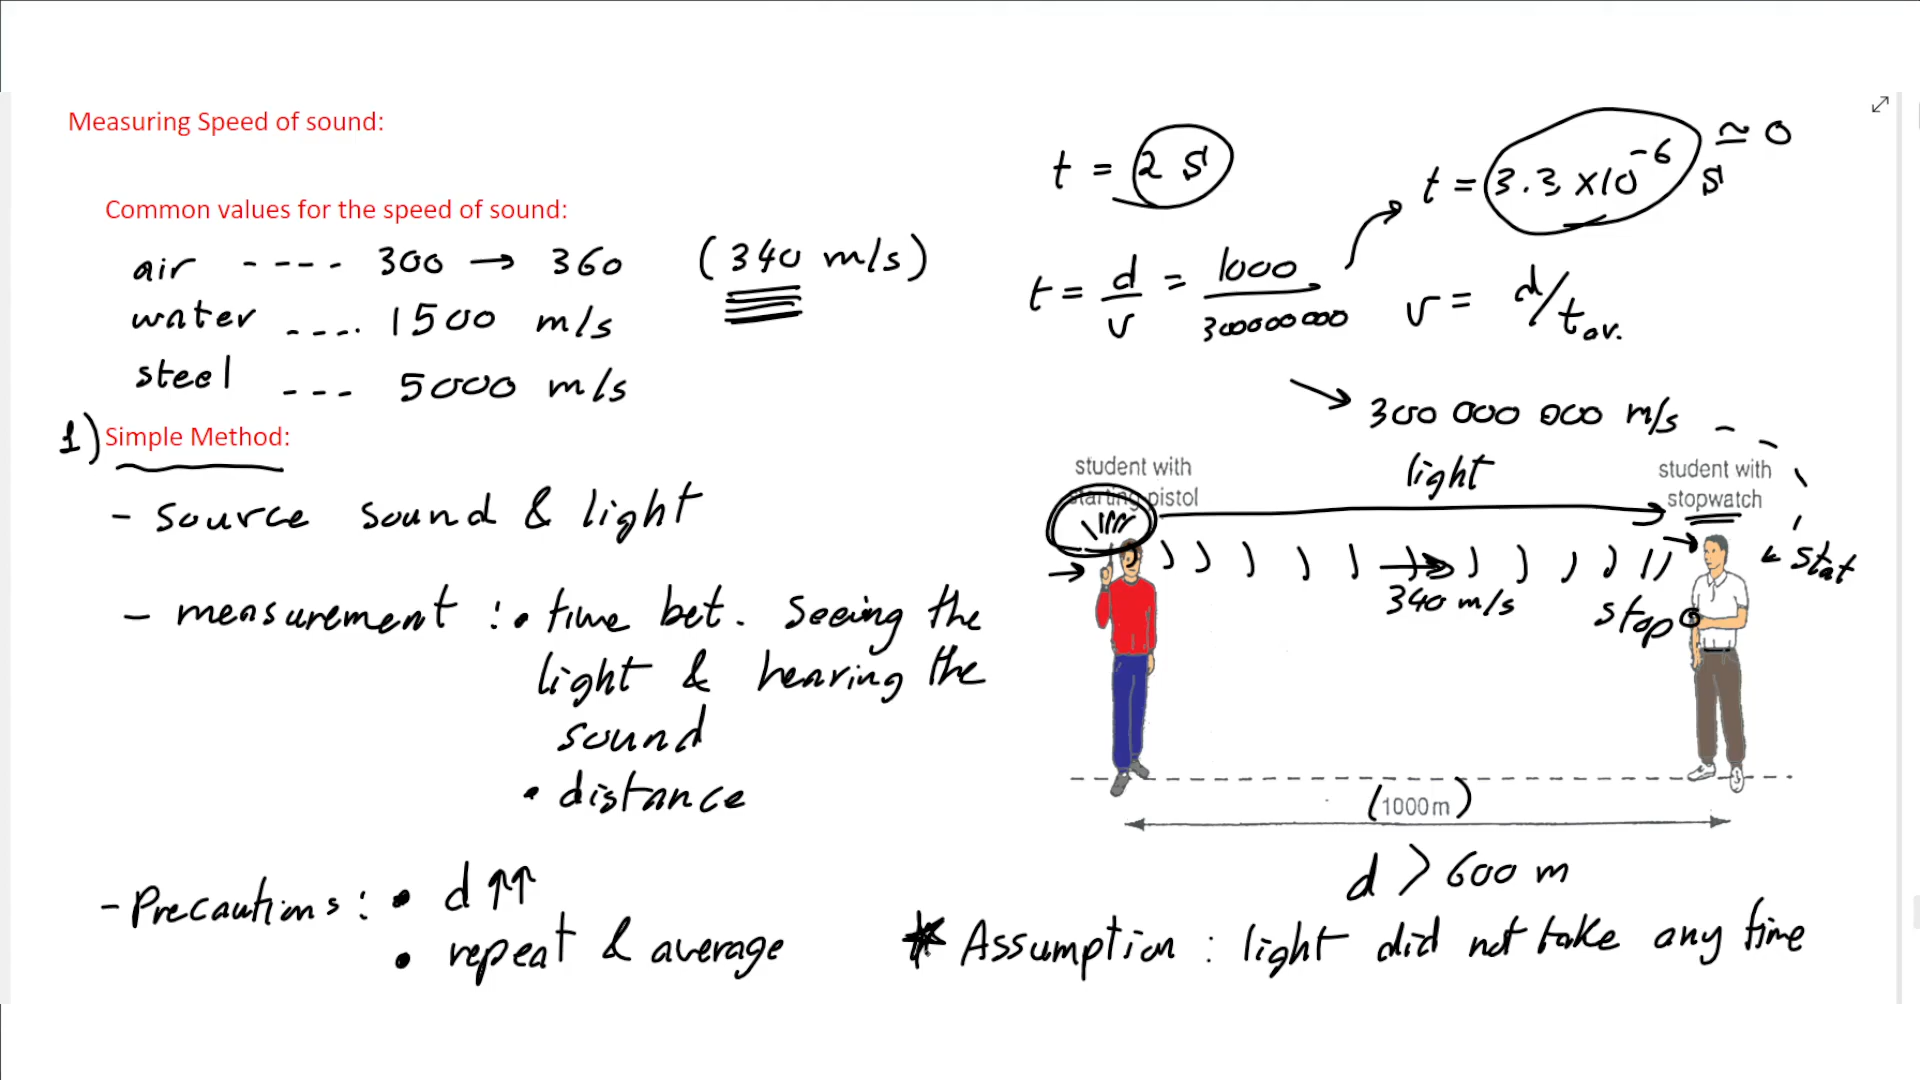 Measuring Speed of sound:
Common values for the speed of sound:
air ---- 300 → 360 (340 m/s)
water ---. 1500 m/s
steel --- 5000 m/s
1) Simple Method:
- source sound & light
- measurement : • time bet. seeing the
light & hearing the
sound
• distance
- Precautions : • d ↑↑
• repeat & average
t = 2 s
t = 3.3 x10^-6 s ≃ 0
t = d/v = 1000/300000000
v = d/t av.
300 000 000 m/s
light
student with
starting pistol
student with
stopwatch
stat
340 m/s
stop
(1000m)
d > 600 m
* Assumption : light did not take any time